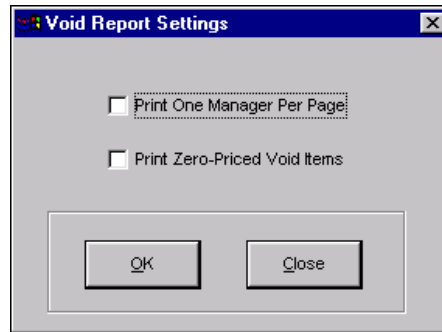 Void Report Settings
Print One Manager Per Page
Print Zero-Priced Void Items
OK
Close